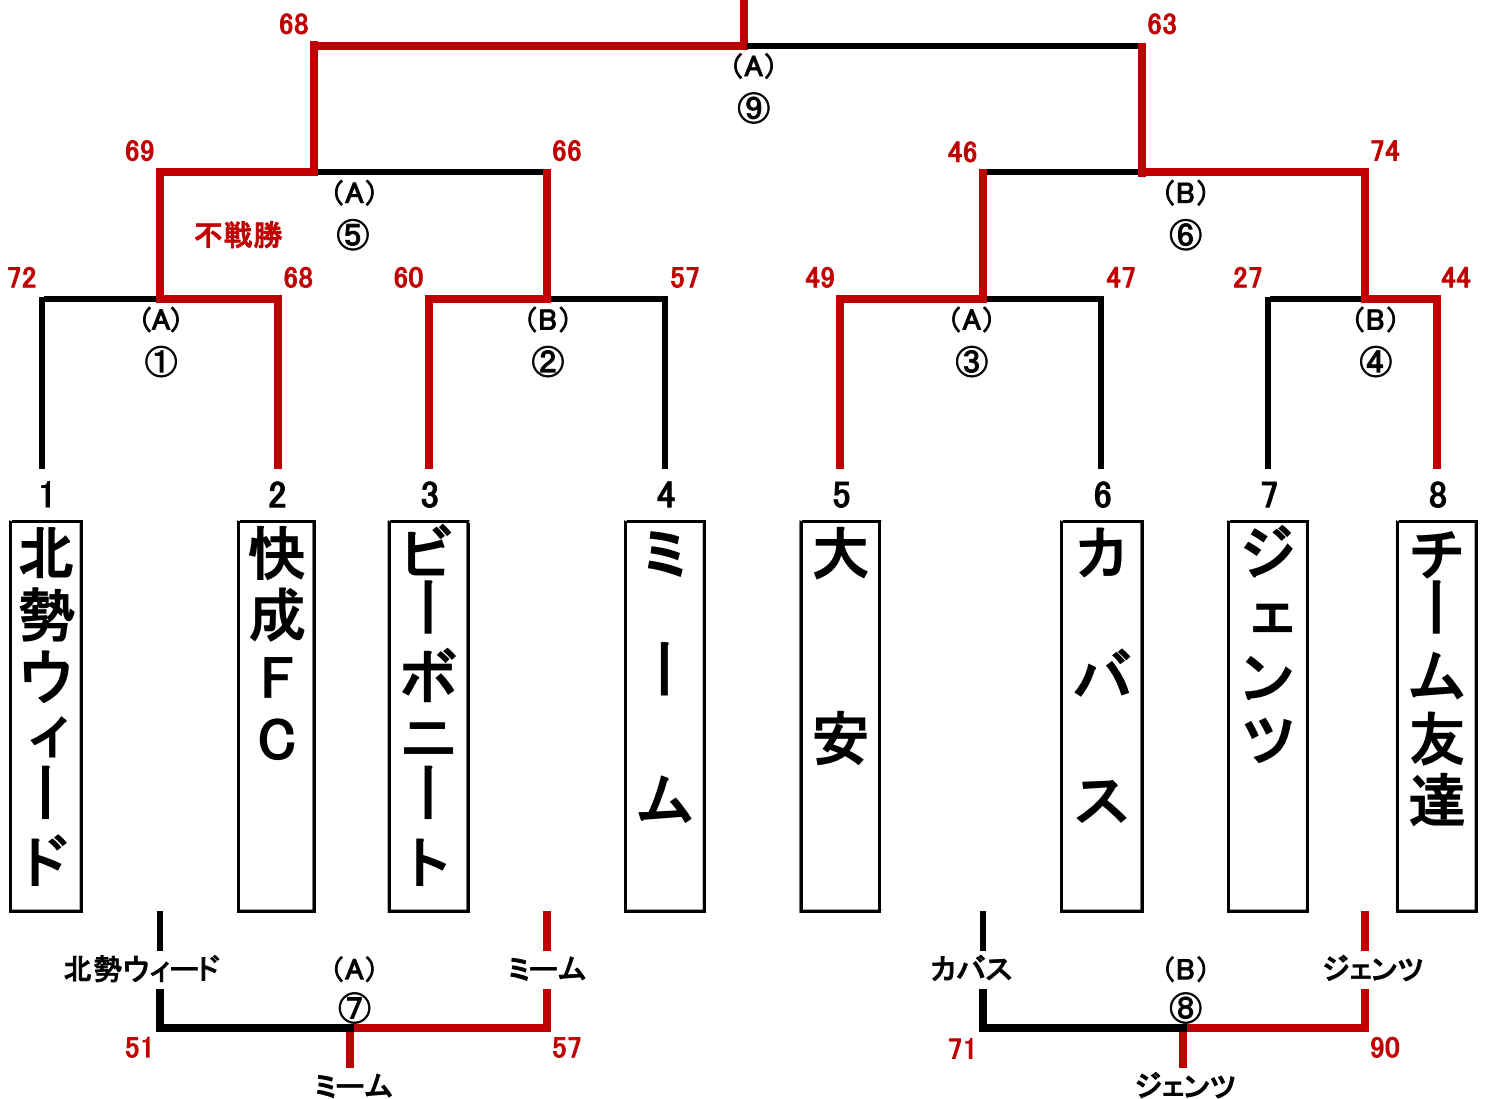 68
63
(A)
⑨
69
66
46
74
(A)
⑤
(B)
⑥
不戦勝
72
68
60
57
49
47
27
44
(A)
①
(B)
②
(A)
③
(B)
④
1
2
3
4
5
6
7
8
北勢ウィード
快成FC
ビーボニート
ミーム
大安
カバス
ジェンツ
チーム友達
北勢ウィード
(A)
⑦
ミーム
カバス
(B)
⑧
ジェンツ
51
57
71
90
ミーム
ジェンツ